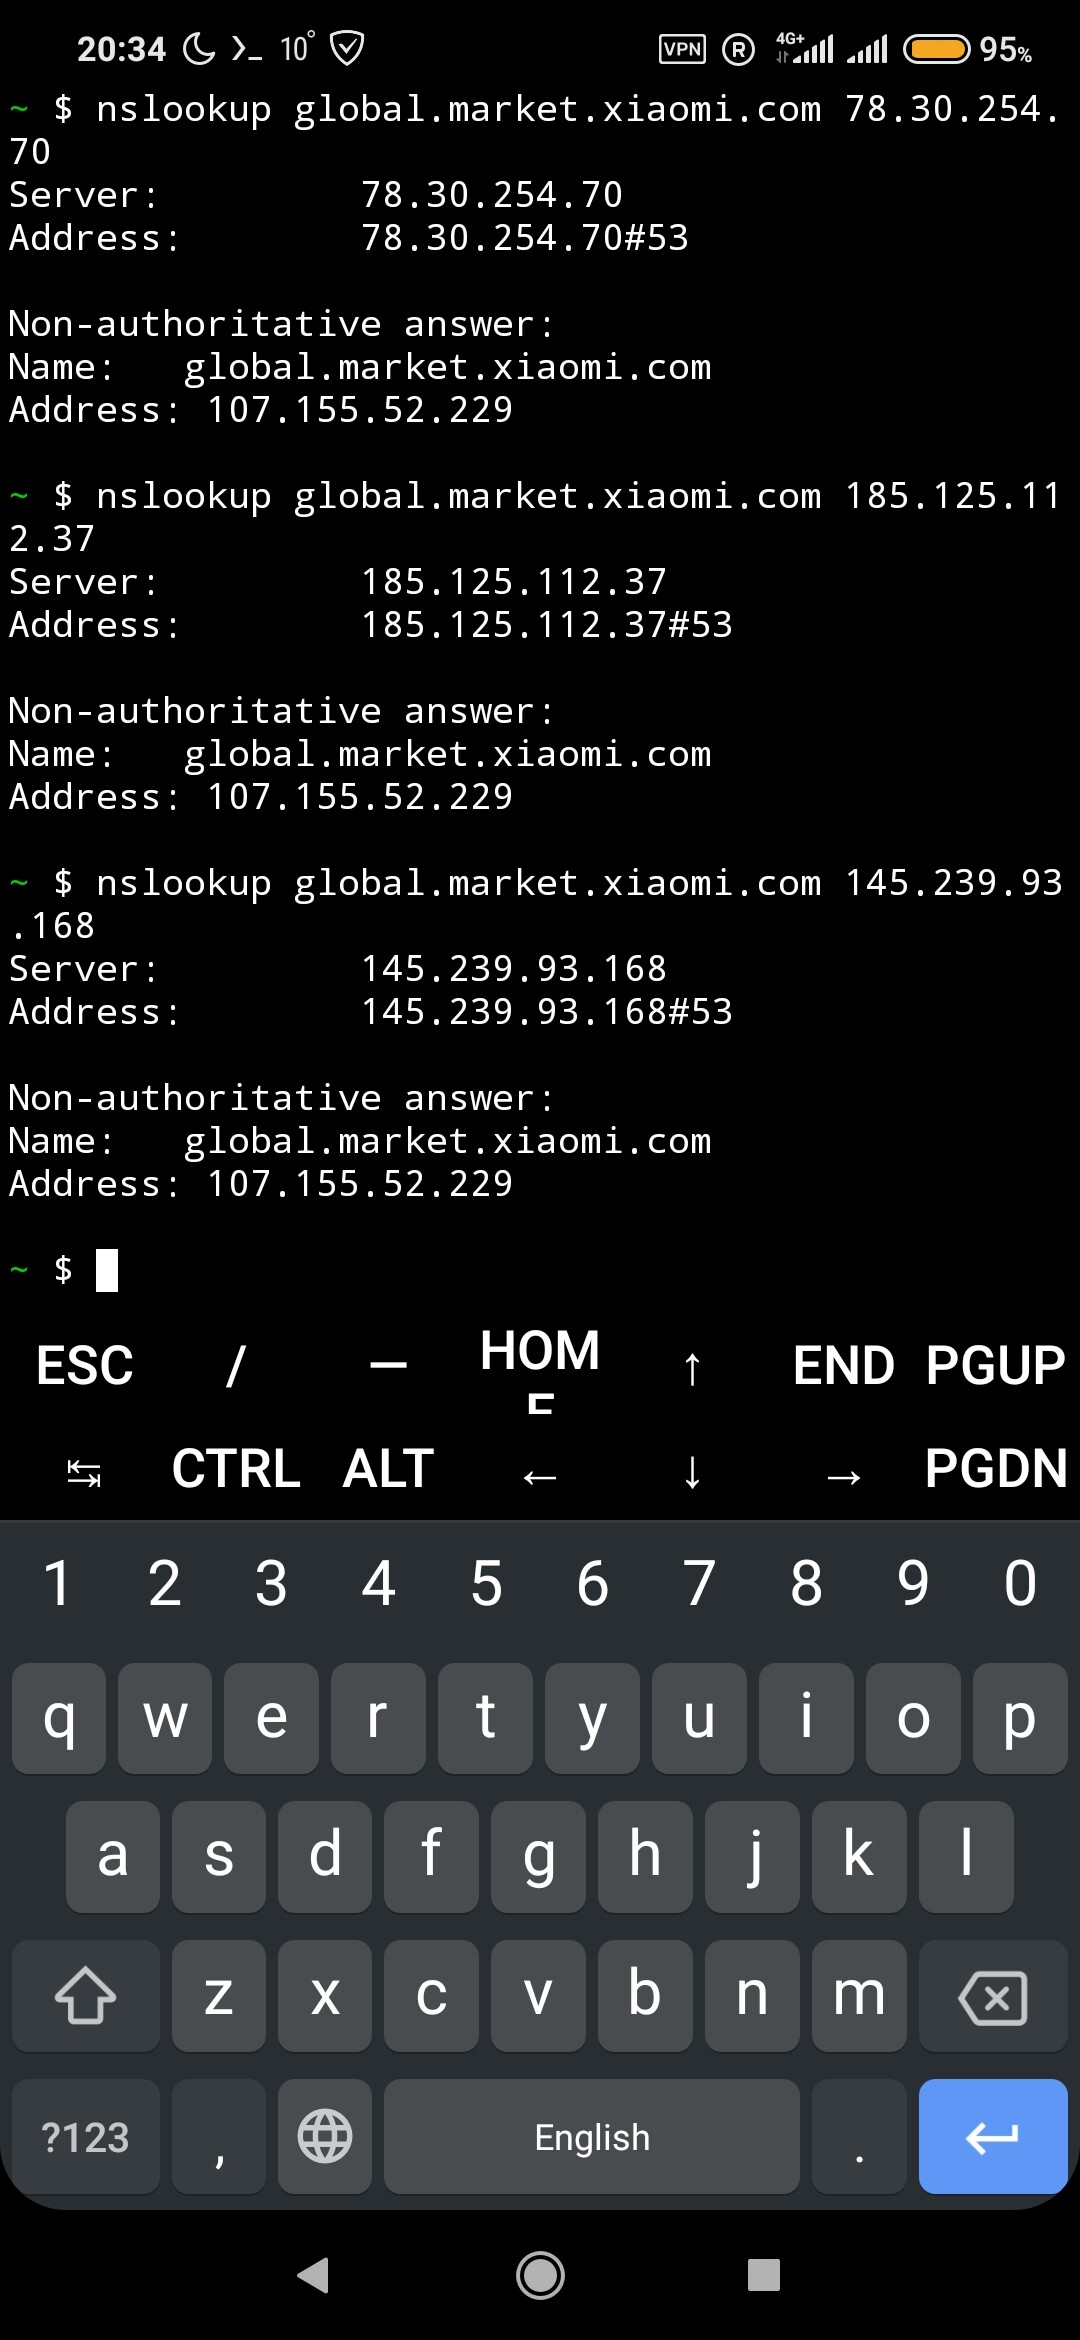 20:34 10° VPN R 4G+ 95%
~ $ nslookup global.market.xiaomi.com 78.30.254.
70
Server:         78.30.254.70
Address:        78.30.254.70#53

Non-authoritative answer:
Name:   global.market.xiaomi.com
Address: 107.155.52.229

~ $ nslookup global.market.xiaomi.com 185.125.11
2.37
Server:         185.125.112.37
Address:        185.125.112.37#53

Non-authoritative answer:
Name:   global.market.xiaomi.com
Address: 107.155.52.229

~ $ nslookup global.market.xiaomi.com 145.239.93
.168
Server:         145.239.93.168
Address:        145.239.93.168#53

Non-authoritative answer:
Name:   global.market.xiaomi.com
Address: 107.155.52.229

~ $
ESC / — HOM ↑ END PGUP
E
↹ CTRL ALT ← ↓ → PGDN
1 2 3 4 5 6 7 8 9 0
q w e r t y u i o p
a s d f g h j k l
z x c v b n m
?123 , English .